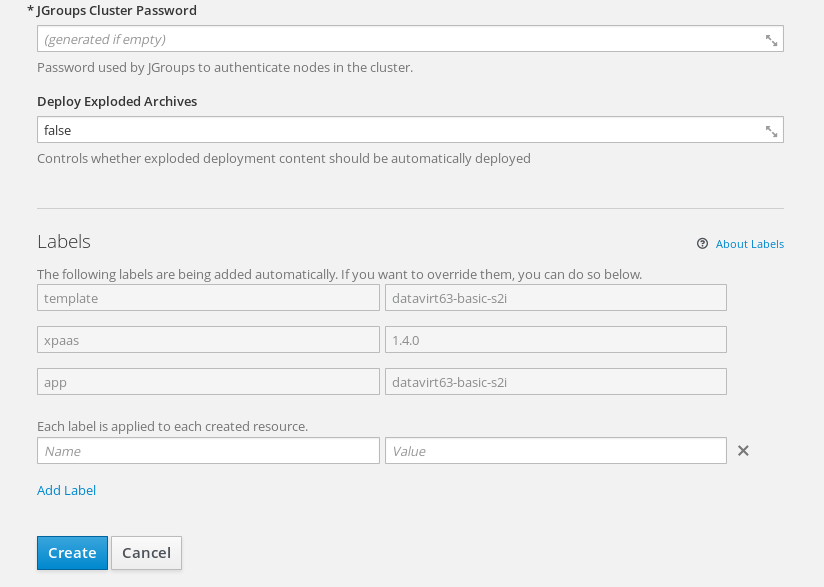 * JGroups Cluster Password
(generated if empty)
Password used by JGroups to authenticate nodes in the cluster.
Deploy Exploded Archives
false
Controls whether exploded deployment content should be automatically deployed
Labels
About Labels
The following labels are being added automatically. If you want to override them, you can do so below.
template datavirt63-basic-s2i
xpaas 1.4.0
app datavirt63-basic-s2i
Each label is applied to each created resource.
Name Value
Add Label
Create Cancel